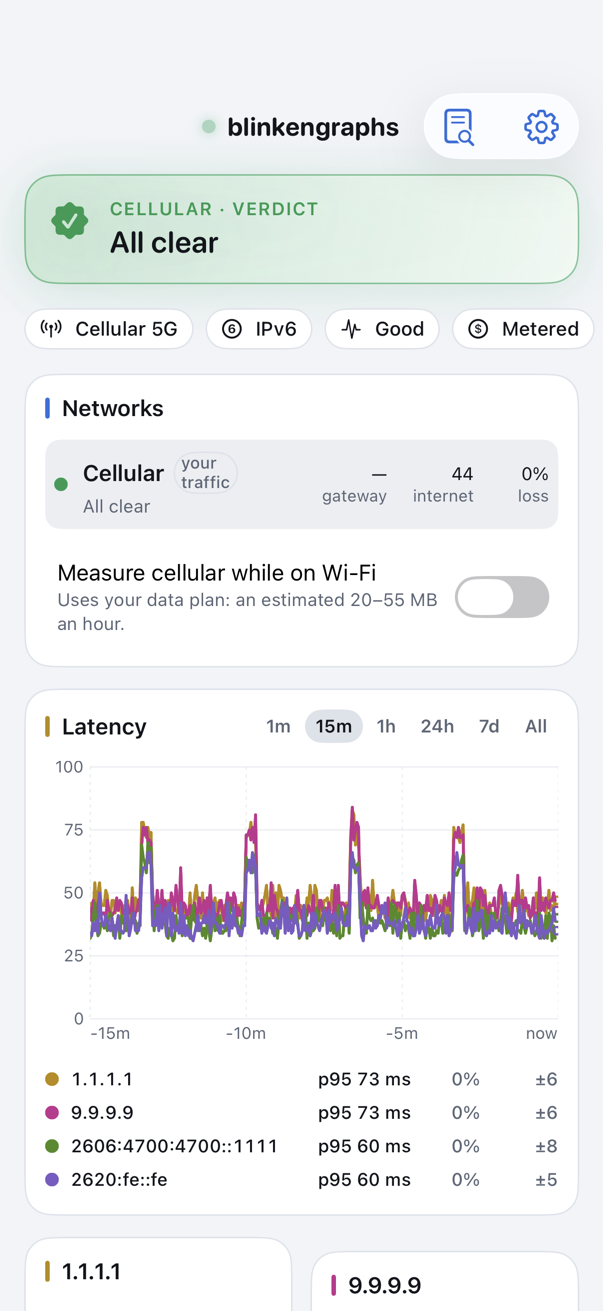 blinkengraphs
CELLULAR · VERDICT
All clear
Cellular 5G
6 IPv6
Good
$ Metered
Networks
Cellular
your
traffic
All clear
—
gateway
44
internet
0%
loss
Measure cellular while on Wi-Fi
Uses your data plan: an estimated 20–55 MB
an hour.
Latency
1m 15m 1h 24h 7d All
100
75
50
25
0
-15m -10m -5m now
1.1.1.1 p95 73 ms 0% ±6
9.9.9.9 p95 73 ms 0% ±6
2606:4700:4700::1111 p95 60 ms 0% ±8
2620:fe::fe p95 60 ms 0% ±5
1.1.1.1
9.9.9.9